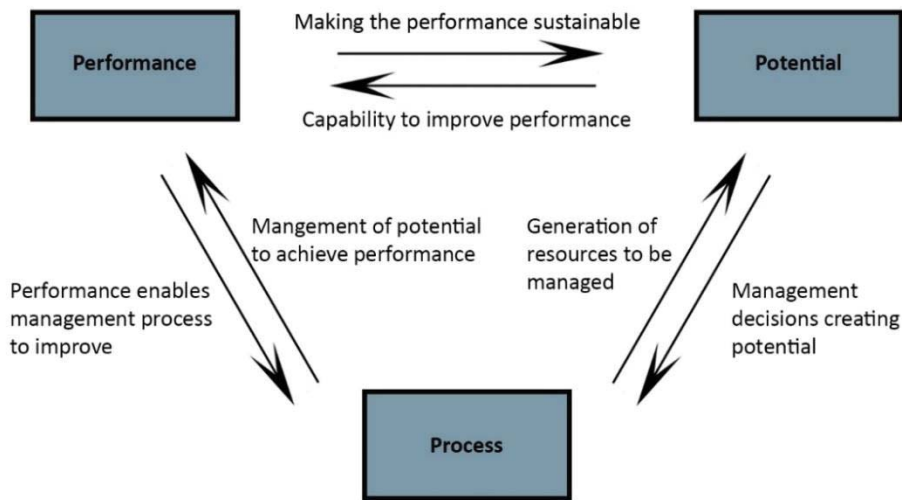 Making the performance sustainable
Performance
Potential
Capability to improve performance
Mangement of potential
to achieve performance
Generation of
resources to be
managed
Performance enables
management process
to improve
Management
decisions creating
potential
Process